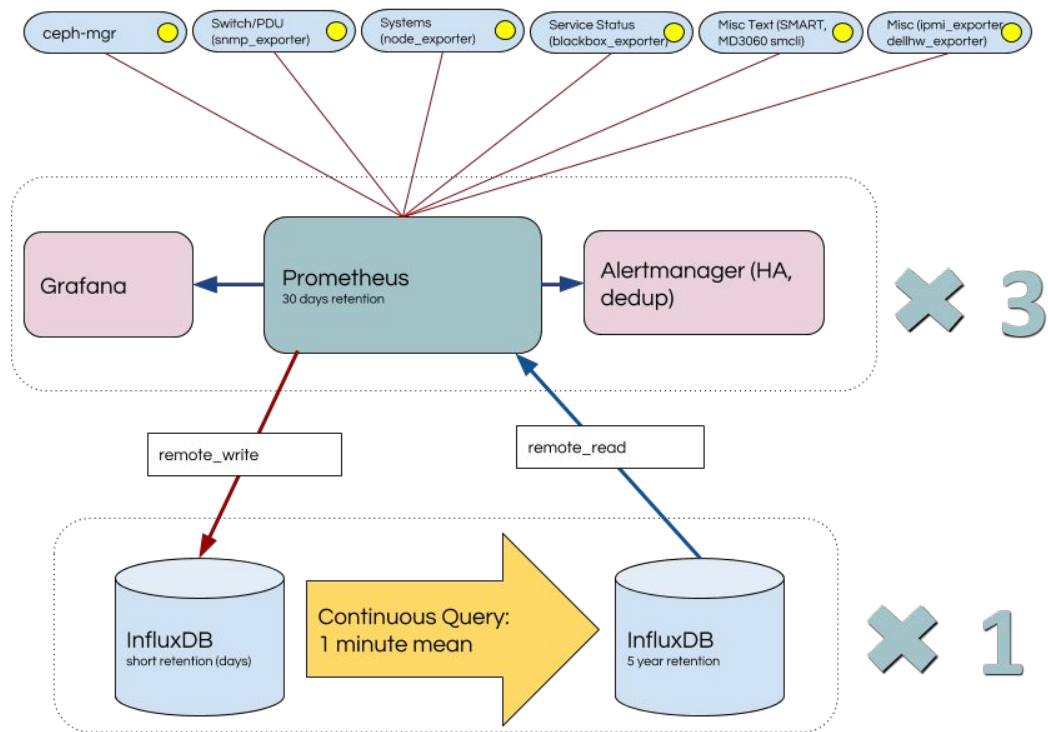 ceph-mgr
Switch/PDU
(snmp_exporter)
Systems
(node_exporter)
Service Status
(blackbox_exporter)
Misc Text (SMART,
MD3060 smcli)
Misc (ipmi_exporter,
dellhw_exporter)
Grafana
Prometheus
30 days retention
Alertmanager (HA,
dedup)
× 3
remote_write
remote_read
InfluxDB
short retention (days)
Continuous Query:
1 minute mean
InfluxDB
5 year retention
× 1